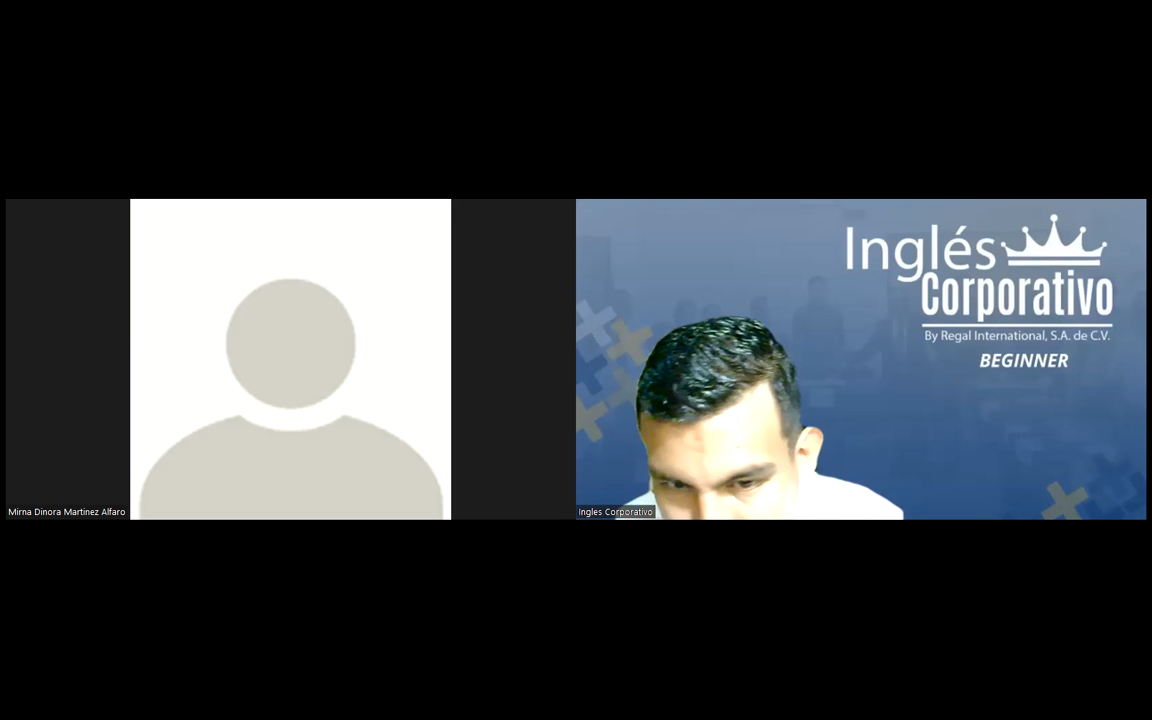 Inglés
Corporativo
By Regal International, S.A. de C.V.
BEGINNER
Mirna Dinora Martinez Alfaro
Ingles Corporativo